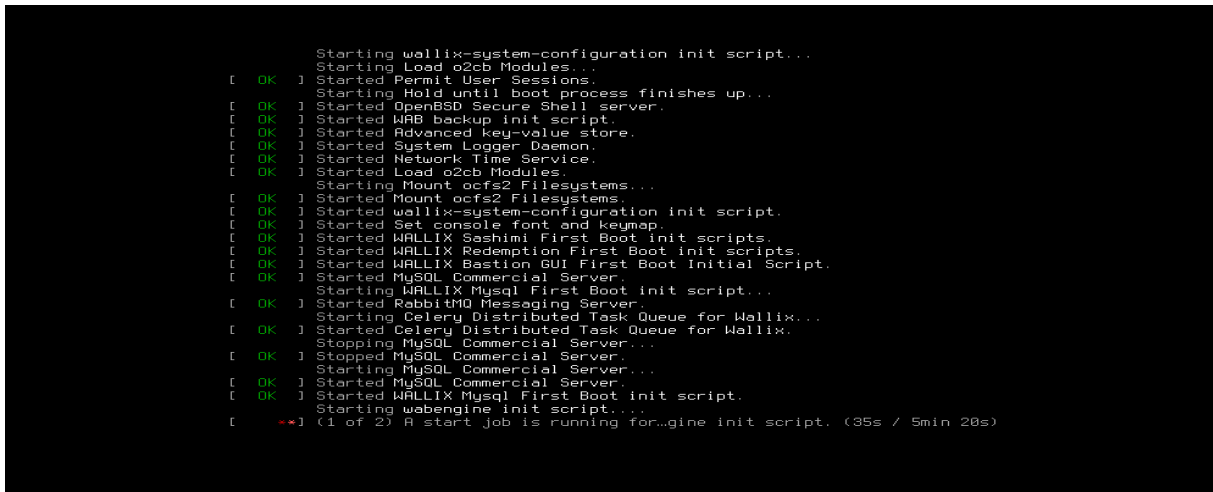 Starting wallix-system-configuration init script...
Starting Load o2cb Modules...
[  OK  ] Started Permit User Sessions.
Starting Hold until boot process finishes up...
[  OK  ] Started OpenBSD Secure Shell server.
[  OK  ] Started WAB backup init script.
[  OK  ] Started Advanced key-value store.
[  OK  ] Started System Logger Daemon.
[  OK  ] Started Network Time Service.
[  OK  ] Started Load o2cb Modules.
Starting Mount ocfs2 Filesystems...
[  OK  ] Started Mount ocfs2 Filesystems.
[  OK  ] Started wallix-system-configuration init script.
[  OK  ] Started Set console font and keymap.
[  OK  ] Started WALLIX Sashimi First Boot init scripts.
[  OK  ] Started WALLIX Redemption First Boot init scripts.
[  OK  ] Started WALLIX Bastion GUI First Boot Initial Script.
[  OK  ] Started MySQL Commercial Server.
Starting WALLIX Mysql First Boot init script...
[  OK  ] Started RabbitMQ Messaging Server.
Starting Celery Distributed Task Queue for Wallix...
[  OK  ] Started Celery Distributed Task Queue for Wallix.
Stopping MySQL Commercial Server...
[  OK  ] Stopped MySQL Commercial Server.
Starting MySQL Commercial Server...
[  OK  ] Started MySQL Commercial Server.
[  OK  ] Started WALLIX Mysql First Boot init script.
Starting wabengine init script....
[    **] (1 of 2) A start job is running for…gine init script. (35s / 5min 20s)